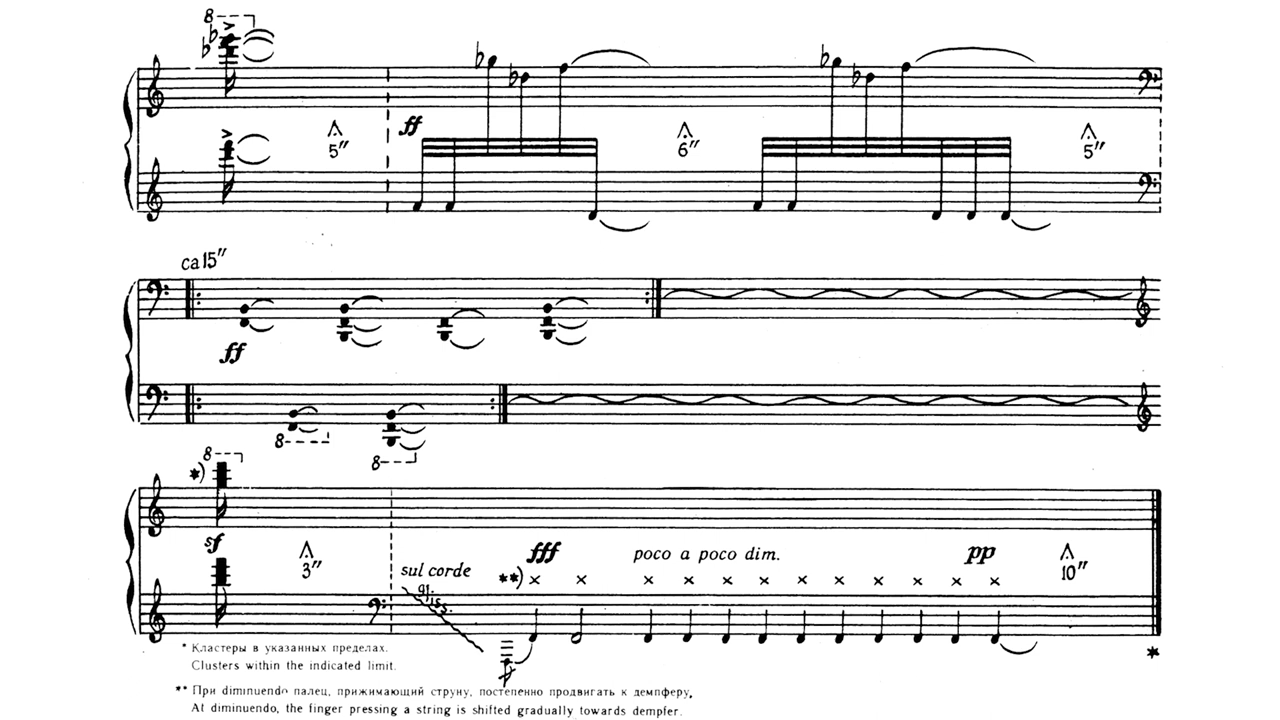 8
5″
ff
6″
5″
ca 15″
ff
8
8
8
*)
sf
3″
fff
poco a poco dim.
pp
10″
sul corde
**)
gliss.
*
* Кластеры в указанных пределах.
Clusters within the indicated limit.
** При diminuendo палец, прижимающий струну, постепенно продвигать к демпферу.
At diminuendo, the finger pressing a string is shifted gradually towards dempfer.